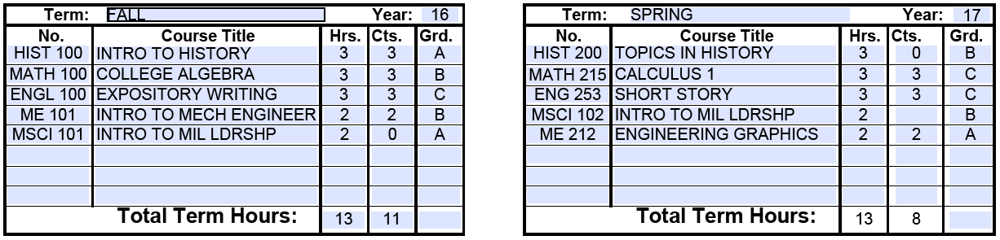 Term: FALL Year: 16
No. Course Title Hrs. Cts. Grd.
HIST 100 INTRO TO HISTORY 3 3 A
MATH 100 COLLEGE ALGEBRA 3 3 B
ENGL 100 EXPOSITORY WRITING 3 3 C
ME 101 INTRO TO MECH ENGINEER 2 2 B
MSCI 101 INTRO TO MIL LDRSHP 2 0 A
Total Term Hours: 13 11
Term: SPRING Year: 17
No. Course Title Hrs. Cts. Grd.
HIST 200 TOPICS IN HISTORY 3 0 B
MATH 215 CALCULUS 1 3 3 C
ENG 253 SHORT STORY 3 3 C
MSCI 102 INTRO TO MIL LDRSHP 2 B
ME 212 ENGINEERING GRAPHICS 2 2 A
Total Term Hours: 13 8